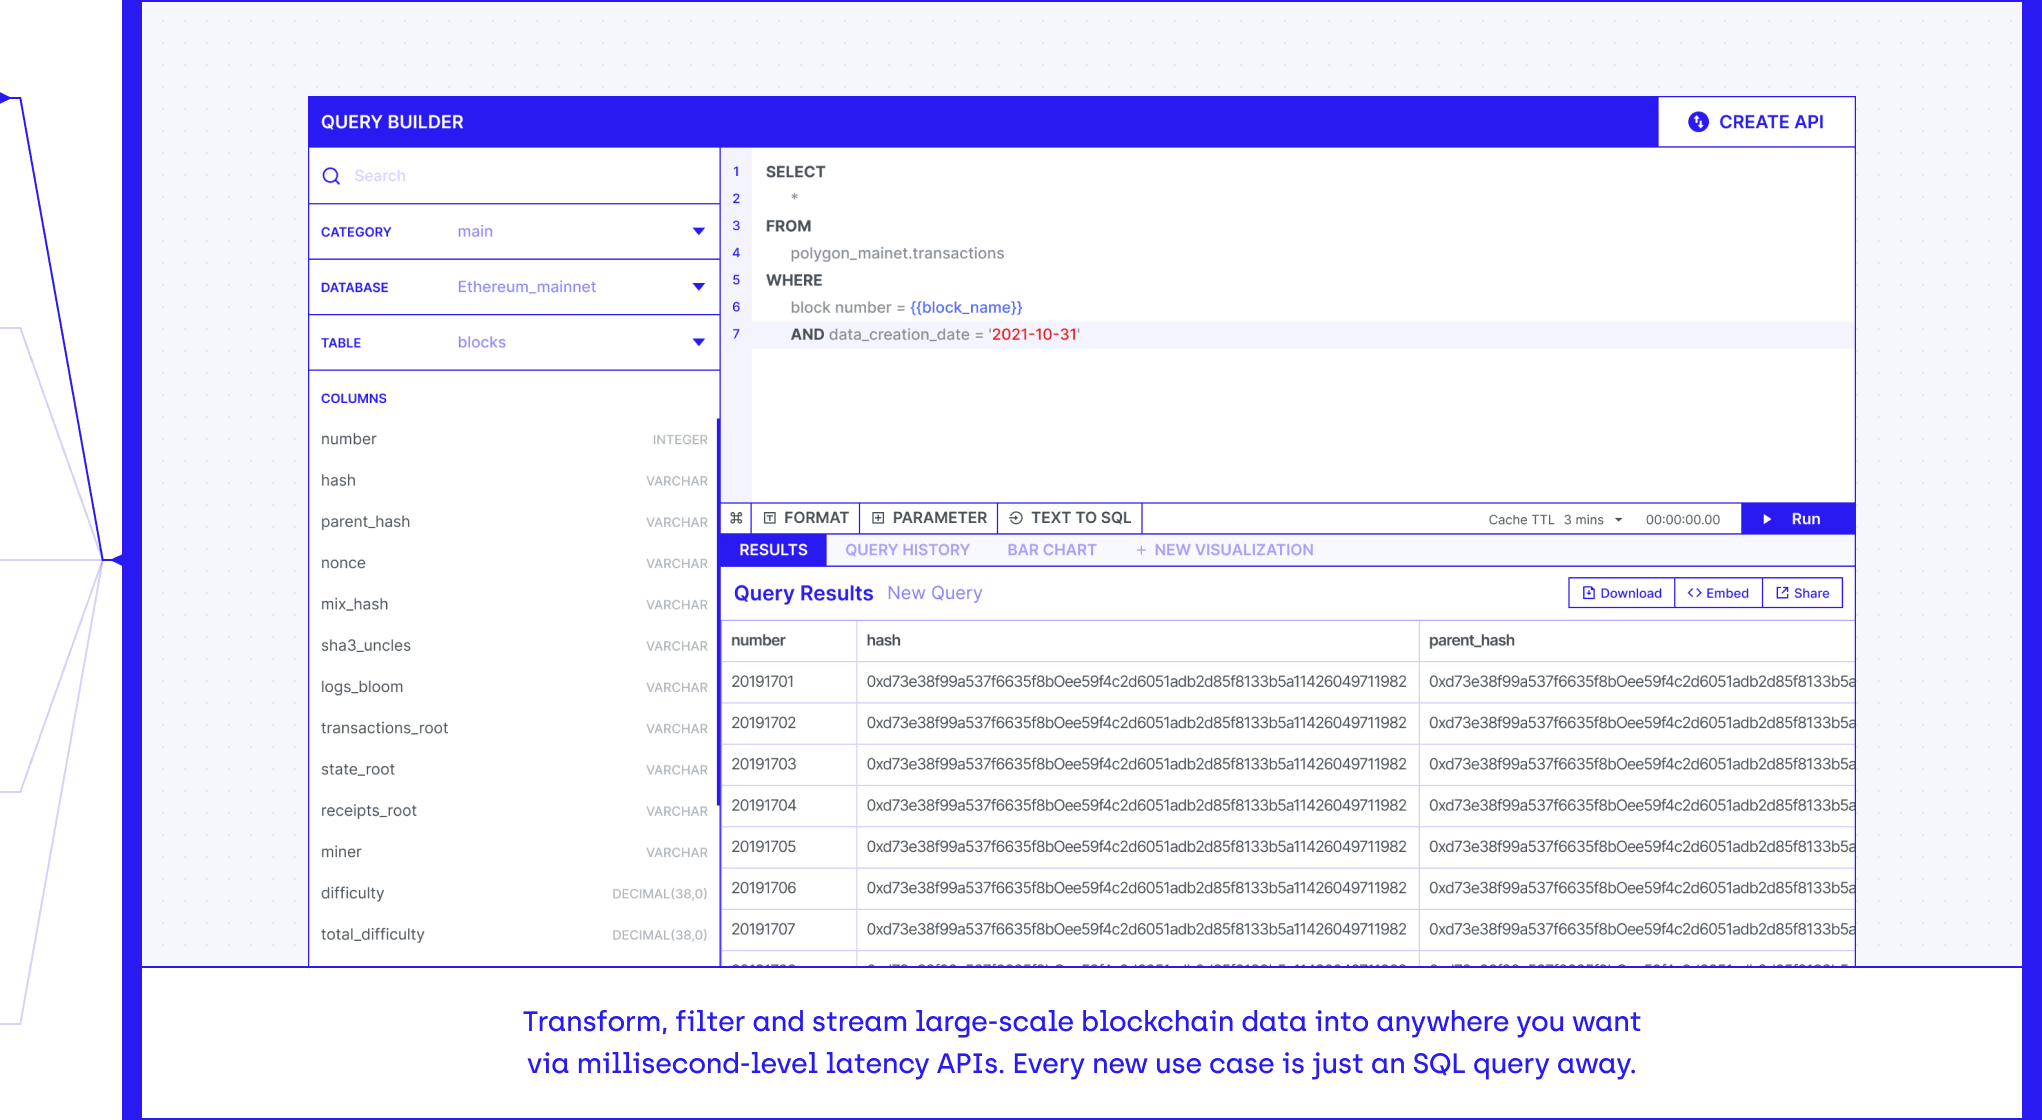 QUERY BUILDER
CREATE API
Search
CATEGORY main
DATABASE Ethereum_mainnet
TABLE blocks
COLUMNS
number INTEGER
hash VARCHAR
parent_hash VARCHAR
nonce VARCHAR
mix_hash VARCHAR
sha3_uncles VARCHAR
logs_bloom VARCHAR
transactions_root VARCHAR
state_root VARCHAR
receipts_root VARCHAR
miner VARCHAR
difficulty DECIMAL(38,0)
total_difficulty DECIMAL(38,0)
1 SELECT
2 *
3 FROM
4 polygon_mainet.transactions
5 WHERE
6 block number = {{block_name}}
7 AND data_creation_date = '2021-10-31'
⌘ FORMAT PARAMETER TEXT TO SQL Cache TTL 3 mins 00:00:00.00 Run
RESULTS QUERY HISTORY BAR CHART + NEW VISUALIZATION
Query Results New Query Download <> Embed Share
number hash parent_hash
20191701 0xd73e38f99a537f6635f8bOee59f4c2d6051adb2d85f8133b5a11426049711982 0xd73e38f99a537f6635f8bOee59f4c2d6051adb2d85f8133b5a
20191702 0xd73e38f99a537f6635f8bOee59f4c2d6051adb2d85f8133b5a11426049711982 0xd73e38f99a537f6635f8bOee59f4c2d6051adb2d85f8133b5a
20191703 0xd73e38f99a537f6635f8bOee59f4c2d6051adb2d85f8133b5a11426049711982 0xd73e38f99a537f6635f8bOee59f4c2d6051adb2d85f8133b5a
20191704 0xd73e38f99a537f6635f8bOee59f4c2d6051adb2d85f8133b5a11426049711982 0xd73e38f99a537f6635f8bOee59f4c2d6051adb2d85f8133b5a
20191705 0xd73e38f99a537f6635f8bOee59f4c2d6051adb2d85f8133b5a11426049711982 0xd73e38f99a537f6635f8bOee59f4c2d6051adb2d85f8133b5a
20191706 0xd73e38f99a537f6635f8bOee59f4c2d6051adb2d85f8133b5a11426049711982 0xd73e38f99a537f6635f8bOee59f4c2d6051adb2d85f8133b5a
20191707 0xd73e38f99a537f6635f8bOee59f4c2d6051adb2d85f8133b5a11426049711982 0xd73e38f99a537f6635f8bOee59f4c2d6051adb2d85f8133b5a
Transform, filter and stream large-scale blockchain data into anywhere you want
via millisecond-level latency APIs. Every new use case is just an SQL query away.